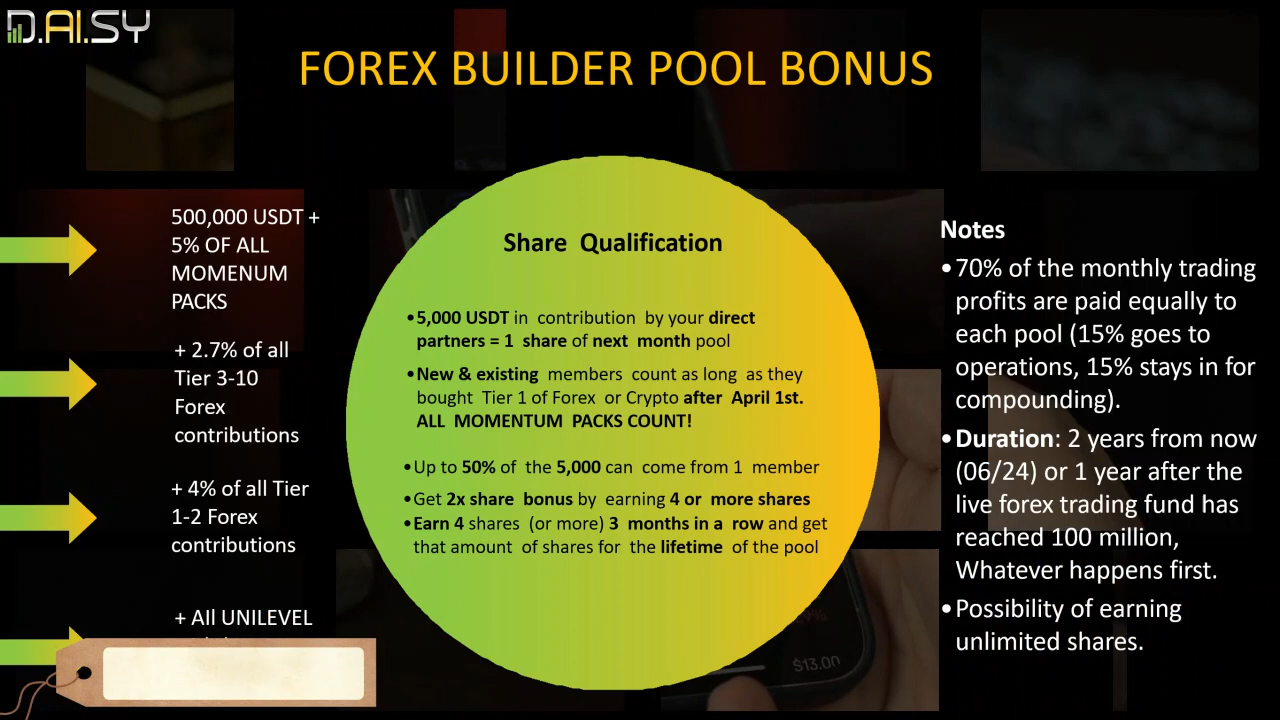 D.AI.SY
FOREX BUILDER POOL BONUS
500,000 USDT +
5% OF ALL
MOMENUM
PACKS
+ 2.7% of all
Tier 3-10
Forex
contributions
+ 4% of all Tier
1-2 Forex
contributions
+ All UNILEVEL
Share Qualification
•5,000 USDT in contribution by your direct
partners = 1 share of next month pool
•New & existing members count as long as they
bought Tier 1 of Forex or Crypto after April 1st.
ALL MOMENTUM PACKS COUNT!
•Up to 50% of the 5,000 can come from 1 member
•Get 2x share bonus by earning 4 or more shares
•Earn 4 shares (or more) 3 months in a row and get
that amount of shares for the lifetime of the pool
$13.00
Notes
•70% of the monthly trading
profits are paid equally to
each pool (15% goes to
operations, 15% stays in for
compounding).
•Duration: 2 years from now
(06/24) or 1 year after the
live forex trading fund has
reached 100 million,
Whatever happens first.
•Possibility of earning
unlimited shares.